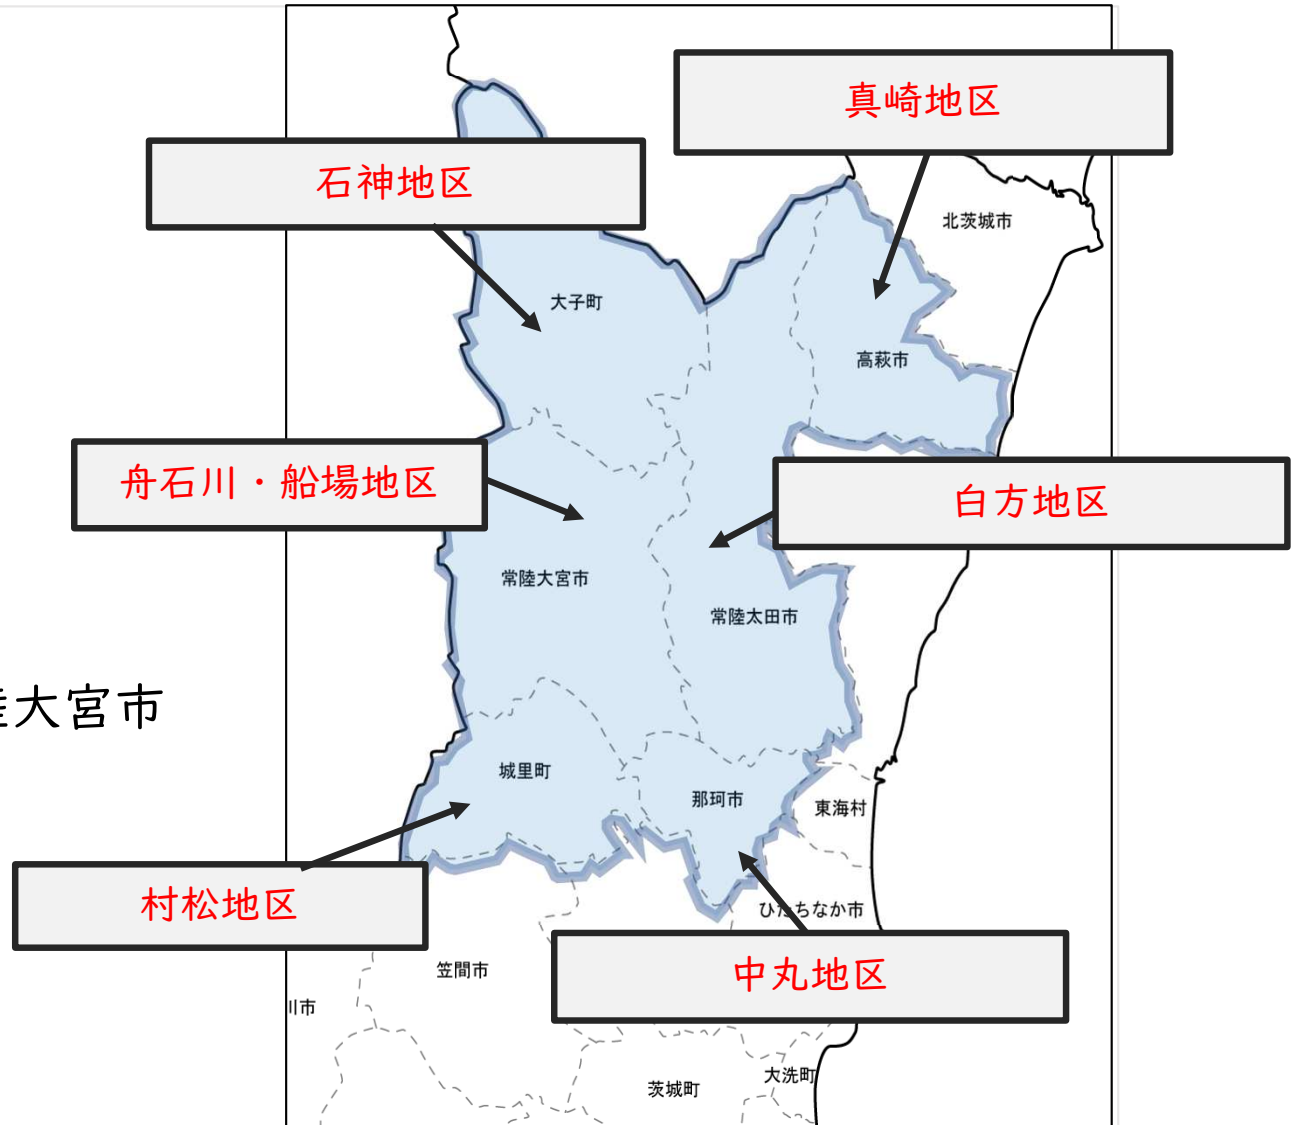 真崎地区
石神地区
北茨城市
大子町
高萩市
舟石川・船場地区
白方地区
常陸大宮市
常陸太田市
大宮市
城里町
那珂市
東海村
村松地区
ひたちなか市
中丸地区
笠間市
川市
茨城町
大洗町